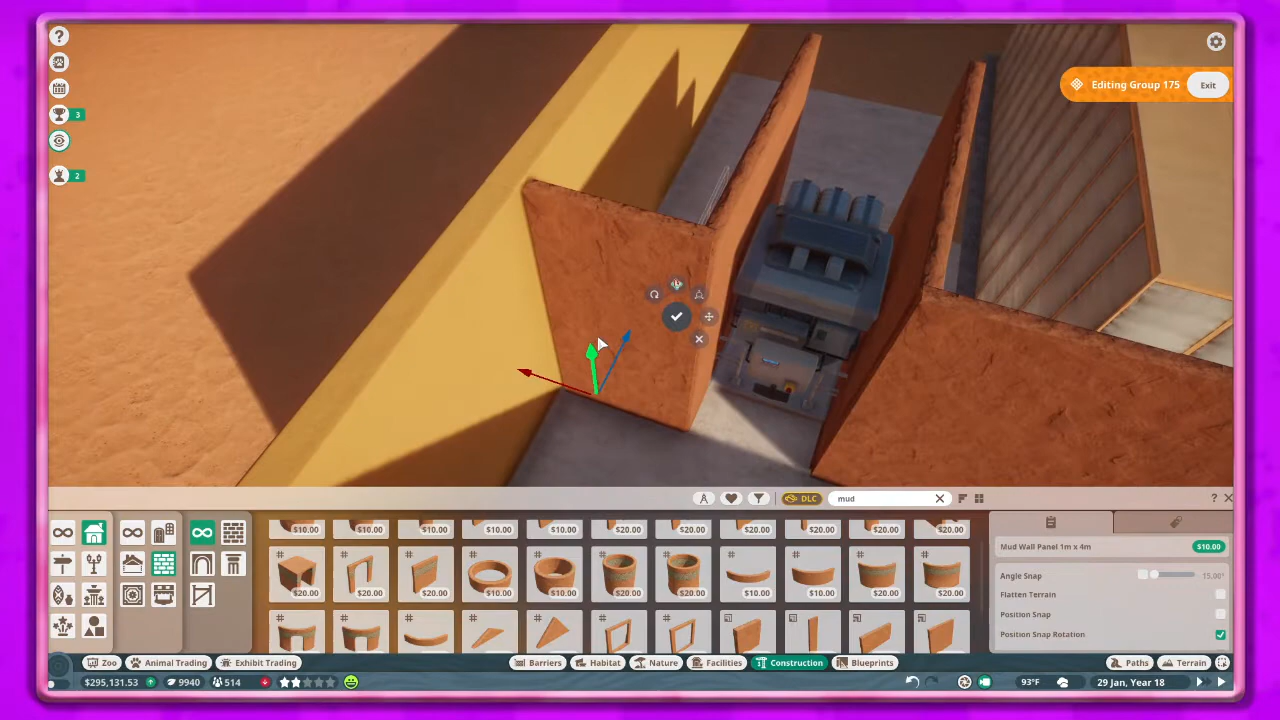 ?
Editing Group 175 Exit
3
2
DLC mud ?
$10.00 $10.00 $10.00 $10.00 $10.00 $20.00 $20.00 $20.00 $20.00 $20.00 $20.00
$20.00 $20.00 $20.00 $10.00 $10.00 $20.00 $20.00 $10.00 $10.00 $20.00 $20.00
Mud Wall Panel 1m x 4m $10.00
Angle Snap 15.00°
Flatten Terrain
Position Snap
Position Snap Rotation
Zoo Animal Trading Exhibit Trading Barriers Habitat Nature Facilities Construction Blueprints Paths Terrain
$295,131.53 9940 514 93°F 29 Jan, Year 18